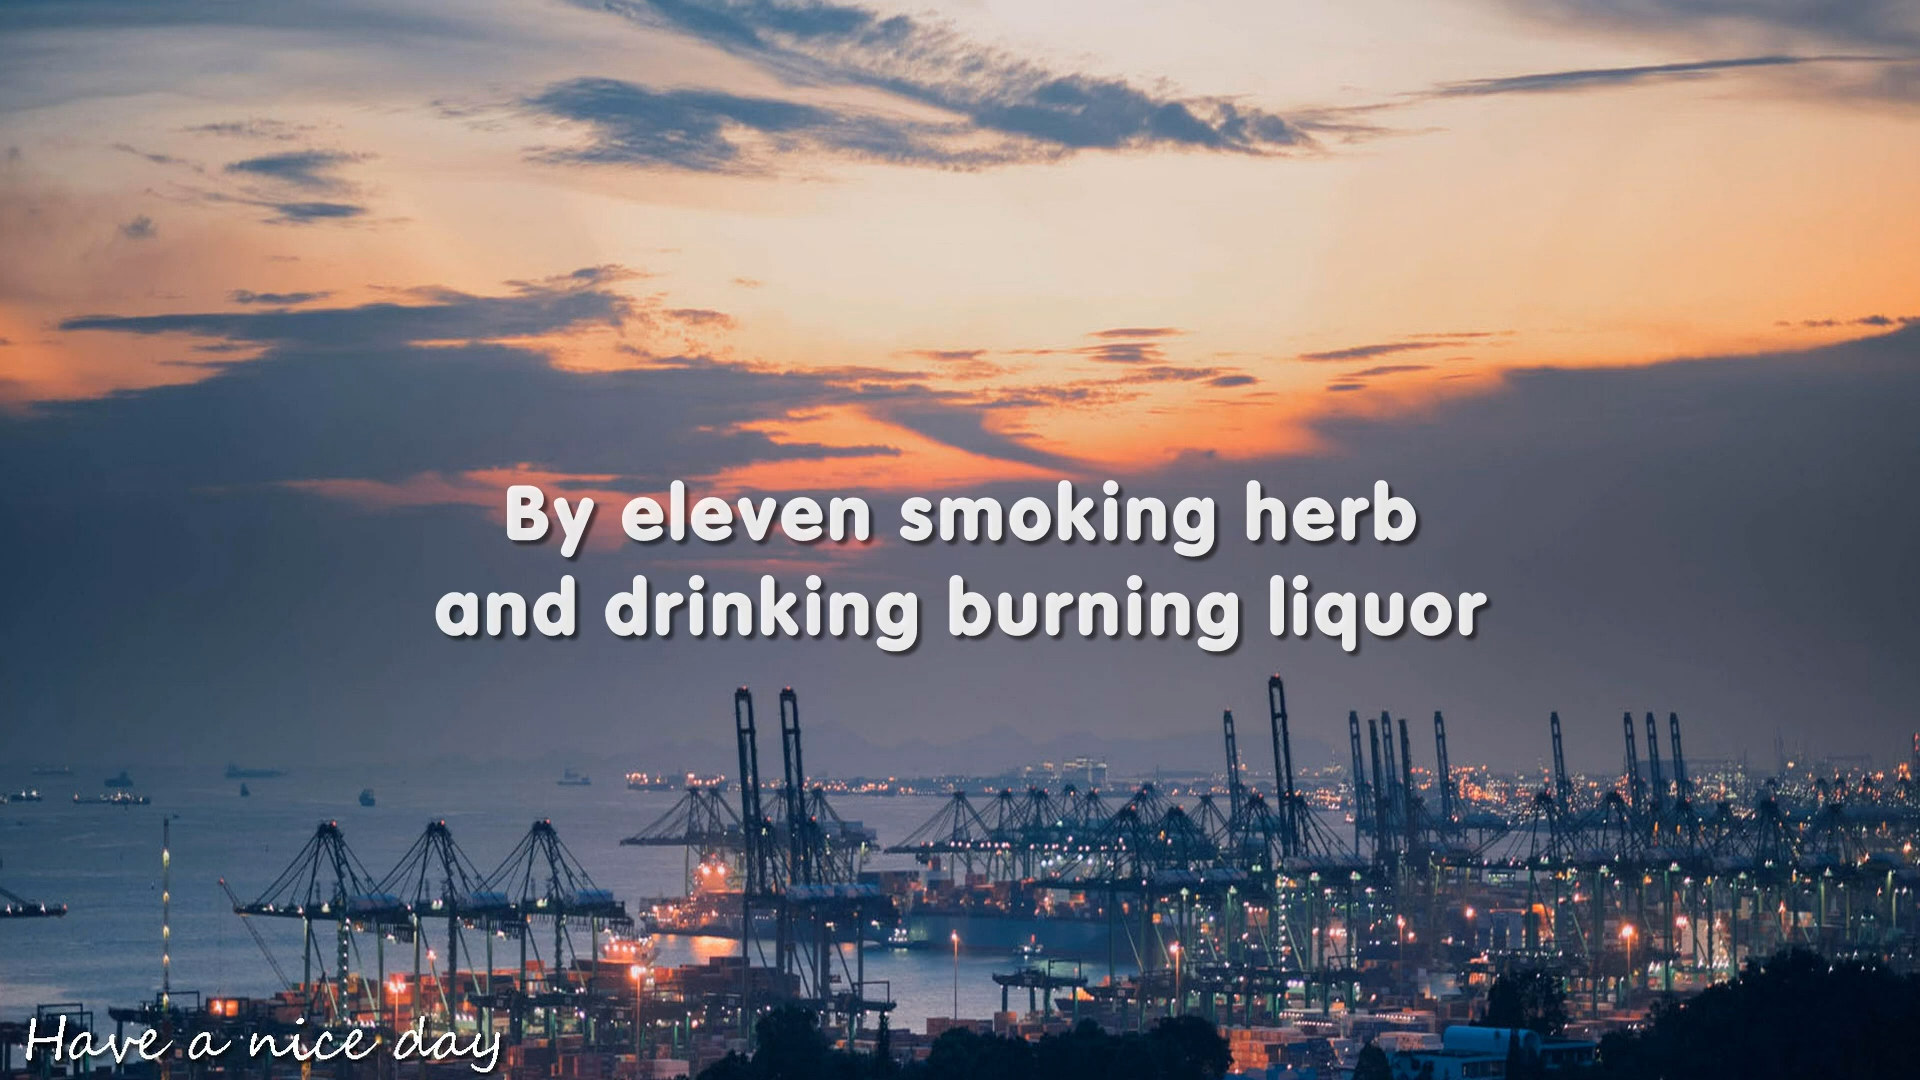 By eleven smoking herb
and drinking burning liquor
Have a nice day